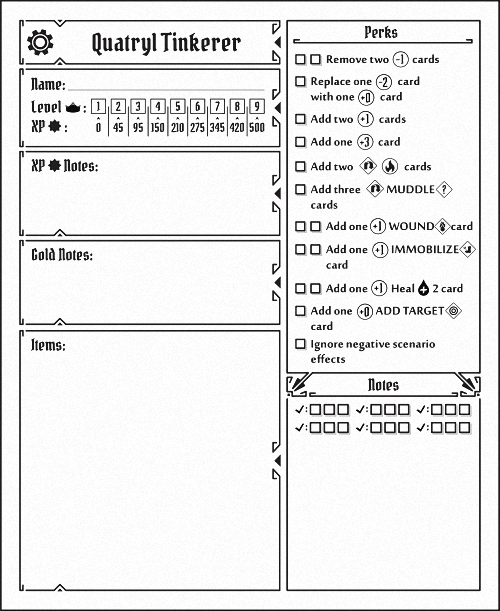 Quatryl Tinkerer
Name:
Level : 1 2 3 4 5 6 7 8 9
XP : 0 45 95 150 210 275 345 420 500
XP Notes:
Gold Notes:
Items:
Perks
Remove two -1 cards
Replace one -2 card
with one +0 card
Add two +1 cards
Add one +3 card
Add two cards
Add three MUDDLE ?
cards
Add one +1 WOUND card
Add one +1 IMMOBILIZE
card
Add one +1 Heal 2 card
Add one +0 ADD TARGET
card
Ignore negative scenario
effects
Notes
✓: ✓: ✓:
✓: ✓: ✓: